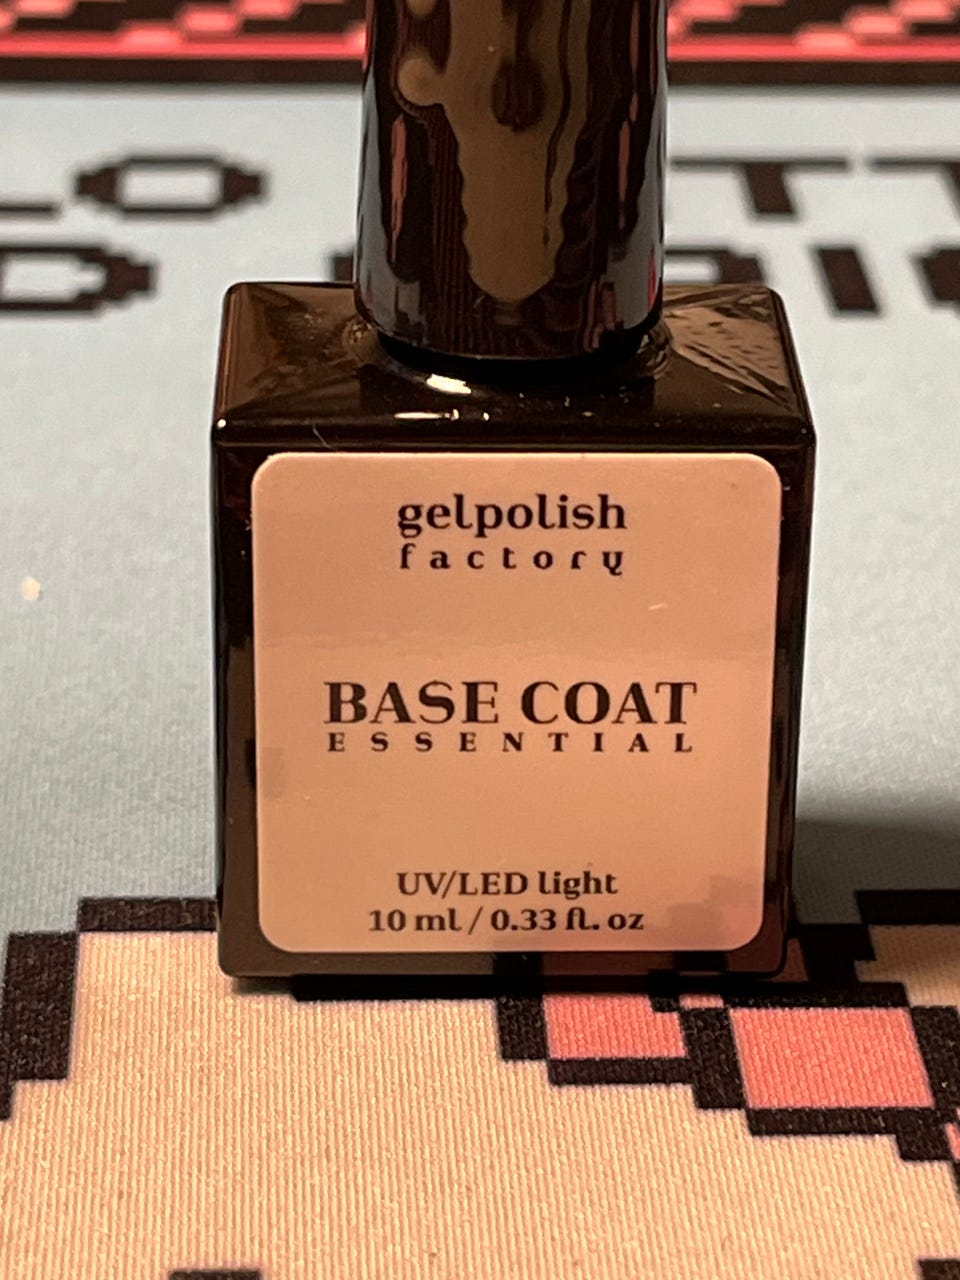 gelpolish
factory
BASE COAT
ESSENTIAL
UV/LED light
10 ml / 0.33 fl. oz